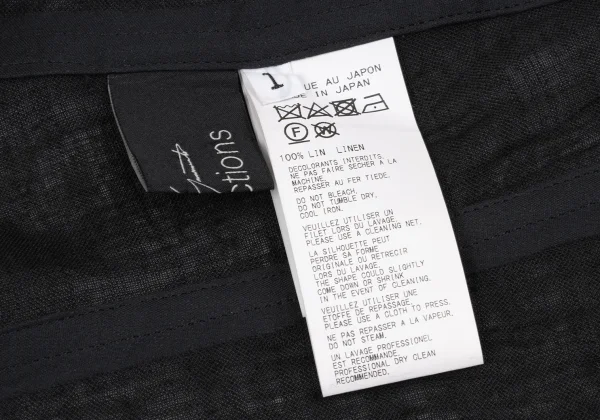 1
UE AU JAPON
IN JAPAN
F
W
100% LIN LINEN
DECOLORANTS INTERDITS.
NE PAS FAIRE SECHER A LA
MACHINE.
REPASSER AU FER TIEDE.
DO NOT BLEACH.
DO NOT TUMBLE DRY.
COOL IRON.
VEUILLEZ UTILISER UN
FILET LORS DU LAVAGE.
PLEASE USE A CLEANING NET.
LA SILHOUETTE PEUT
PERDRE SA FORME
ORIGINALE OU RETRECIR
LORS DU LAVAGE.
THE SHAPE COULD SLIGHTLY
COME DOWN OR SHRINK
IN THE EVENT OF CLEANING.
VEUILLEZ UTILISER UNE
ETOFFE DE REPASSAGE.
PLEASE USE A CLOTH TO PRESS.
NE PAS REPASSER A LA VAPEUR.
DO NOT STEAM.
UN LAVAGE PROFESSIONEL
EST RECOMMANDE.
PROFESSIONAL DRY CLEAN
RECOMMENDED.
ctions